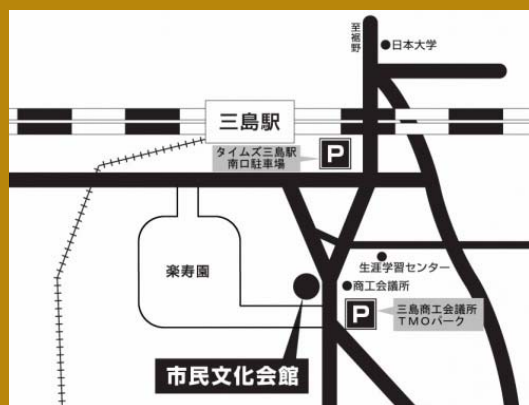 至裾野
日本大学
三島駅
タイムズ三島駅
南口駐車場
P
楽寿園
生涯学習センター
商工会議所
P
三島商工会議所
TMOパーク
市民文化会館